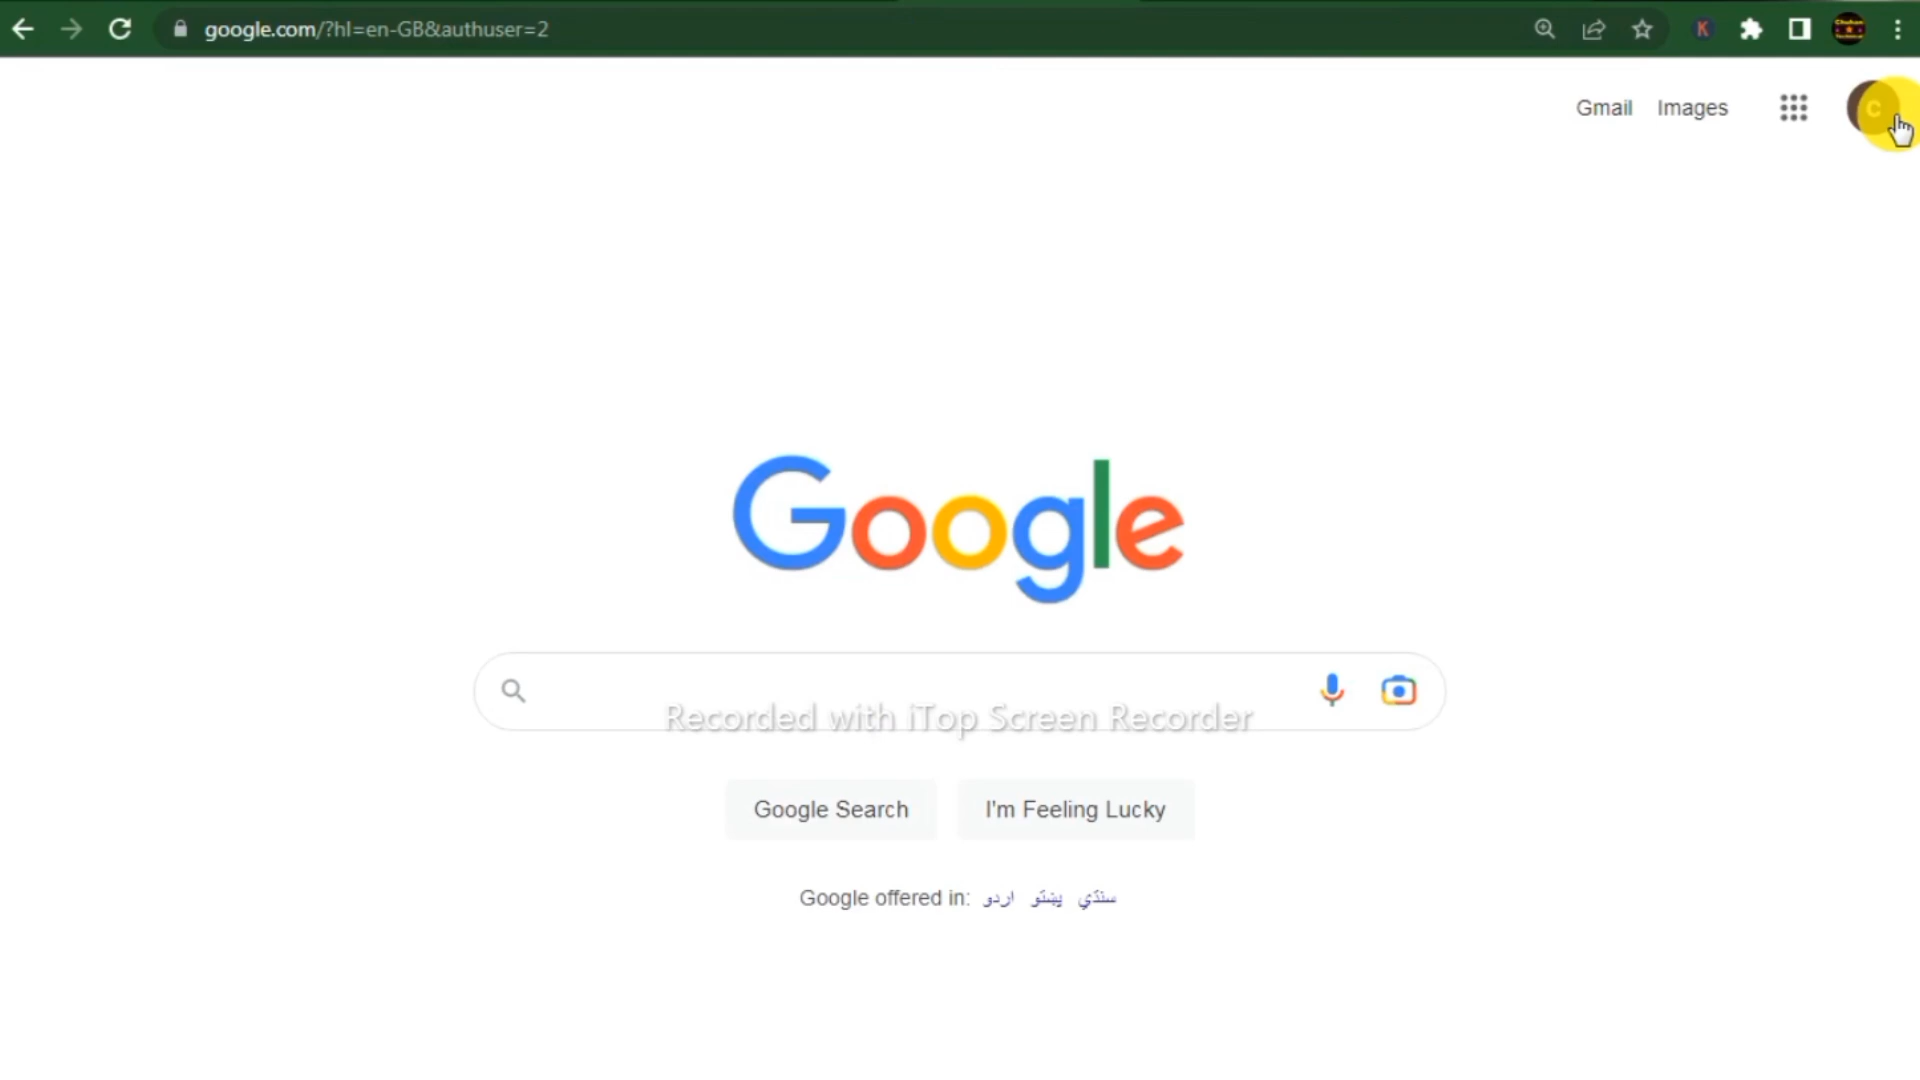 google.com/?hl=en-GB&authuser=2
K
Gmail Images
C
Google
Recorded with iTop Screen Recorder
Google Search I'm Feeling Lucky
Google offered in: اردو پښتو سنڌي